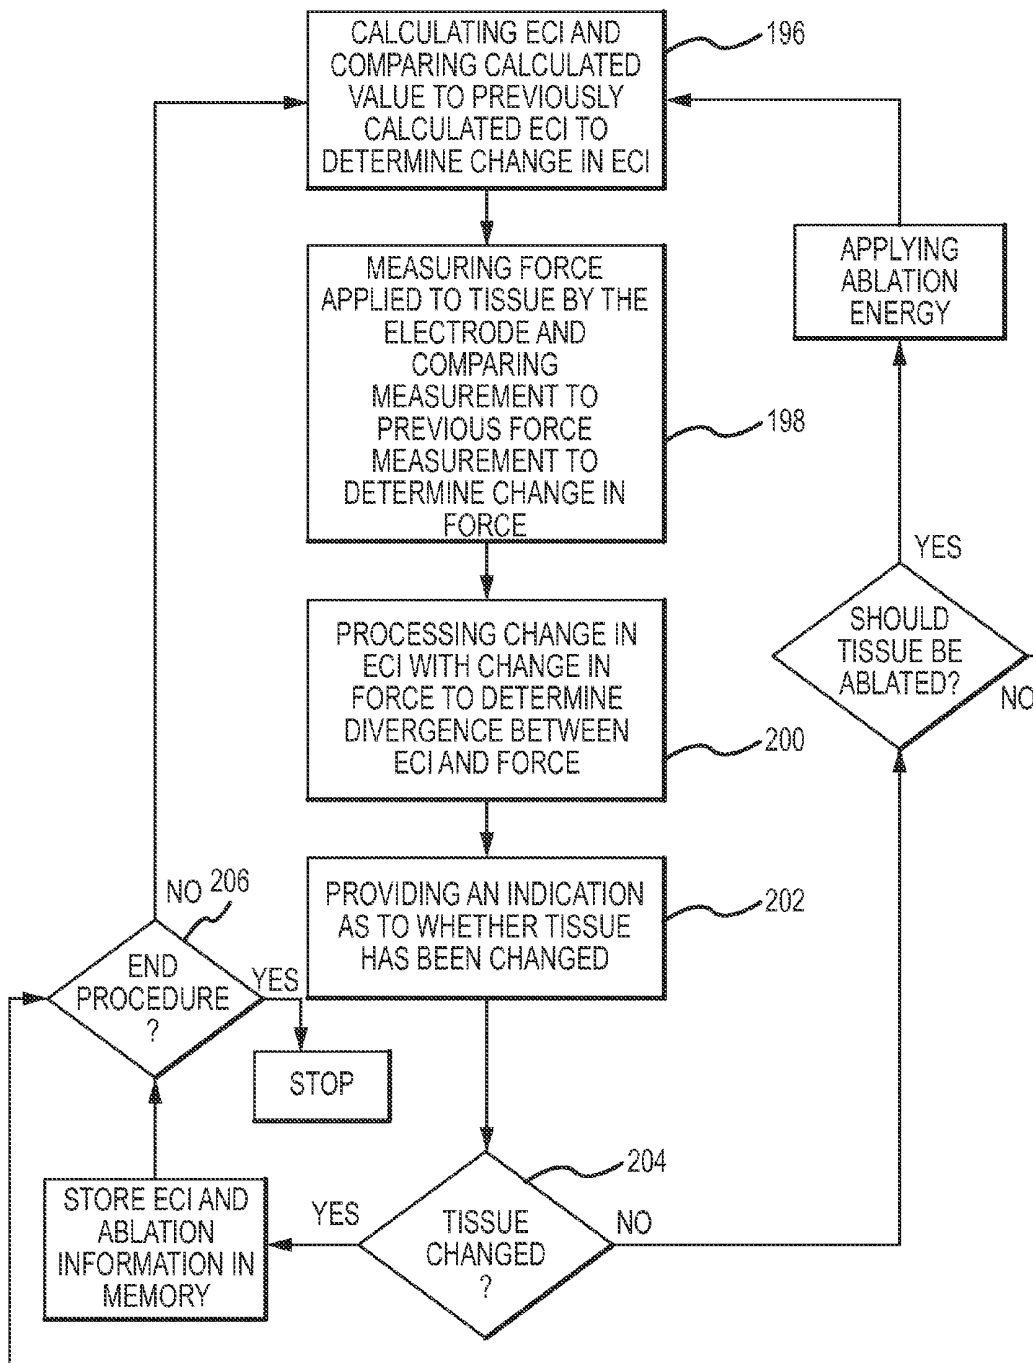 CALCULATING ECI AND
COMPARING CALCULATED
VALUE TO PREVIOUSLY
CALCULATED ECI TO
DETERMINE CHANGE IN ECI
196
MEASURING FORCE
APPLIED TO TISSUE BY THE
ELECTRODE AND
COMPARING
MEASUREMENT TO
PREVIOUS FORCE
MEASUREMENT TO
DETERMINE CHANGE IN
FORCE
198
APPLYING
ABLATION
ENERGY
YES
SHOULD
TISSUE BE
ABLATED?
NO
PROCESSING CHANGE IN
ECI WITH CHANGE IN
FORCE TO DETERMINE
DIVERGENCE BETWEEN
ECI AND FORCE
200
PROVIDING AN INDICATION
AS TO WHETHER TISSUE
HAS BEEN CHANGED
202
NO
206
END
PROCEDURE
?
YES
STOP
204
TISSUE
CHANGED
?
YES
NO
STORE ECI AND
ABLATION
INFORMATION IN
MEMORY